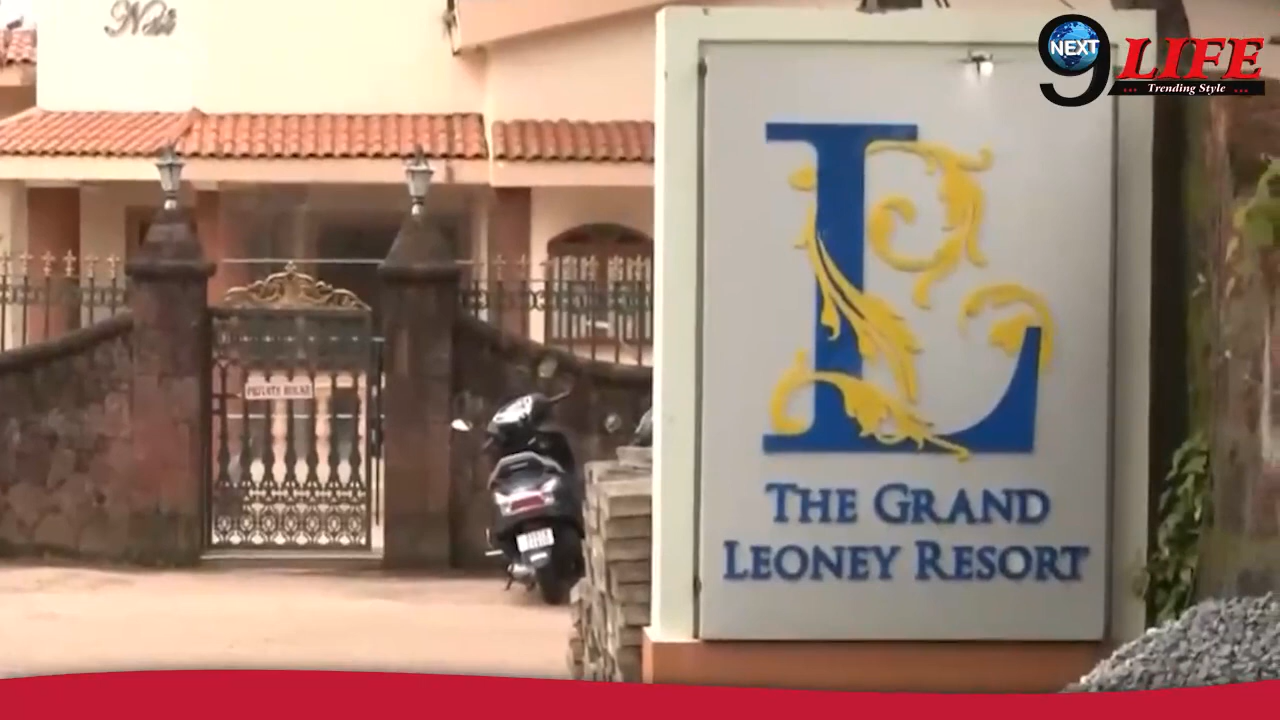 NEXT
9
LIFE
Trending Style
PRIVATE HOUSE
L
THE GRAND
LEONEY RESORT